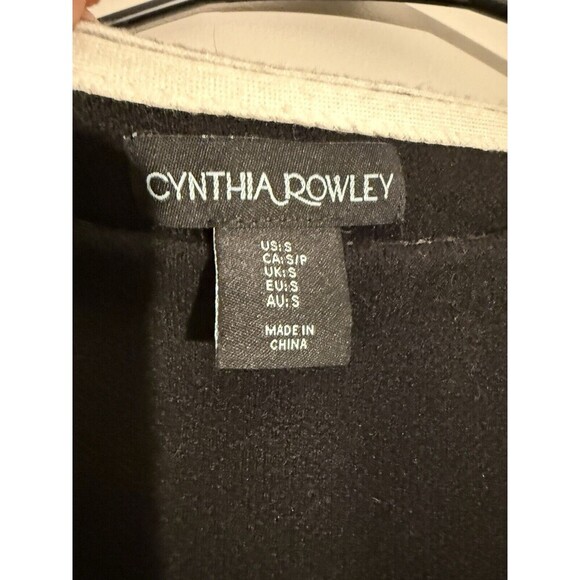 CYNTHIA ROWLEY
US: S
CA: S/P
UK: S
EU: S
AU: S
MADE IN
CHINA